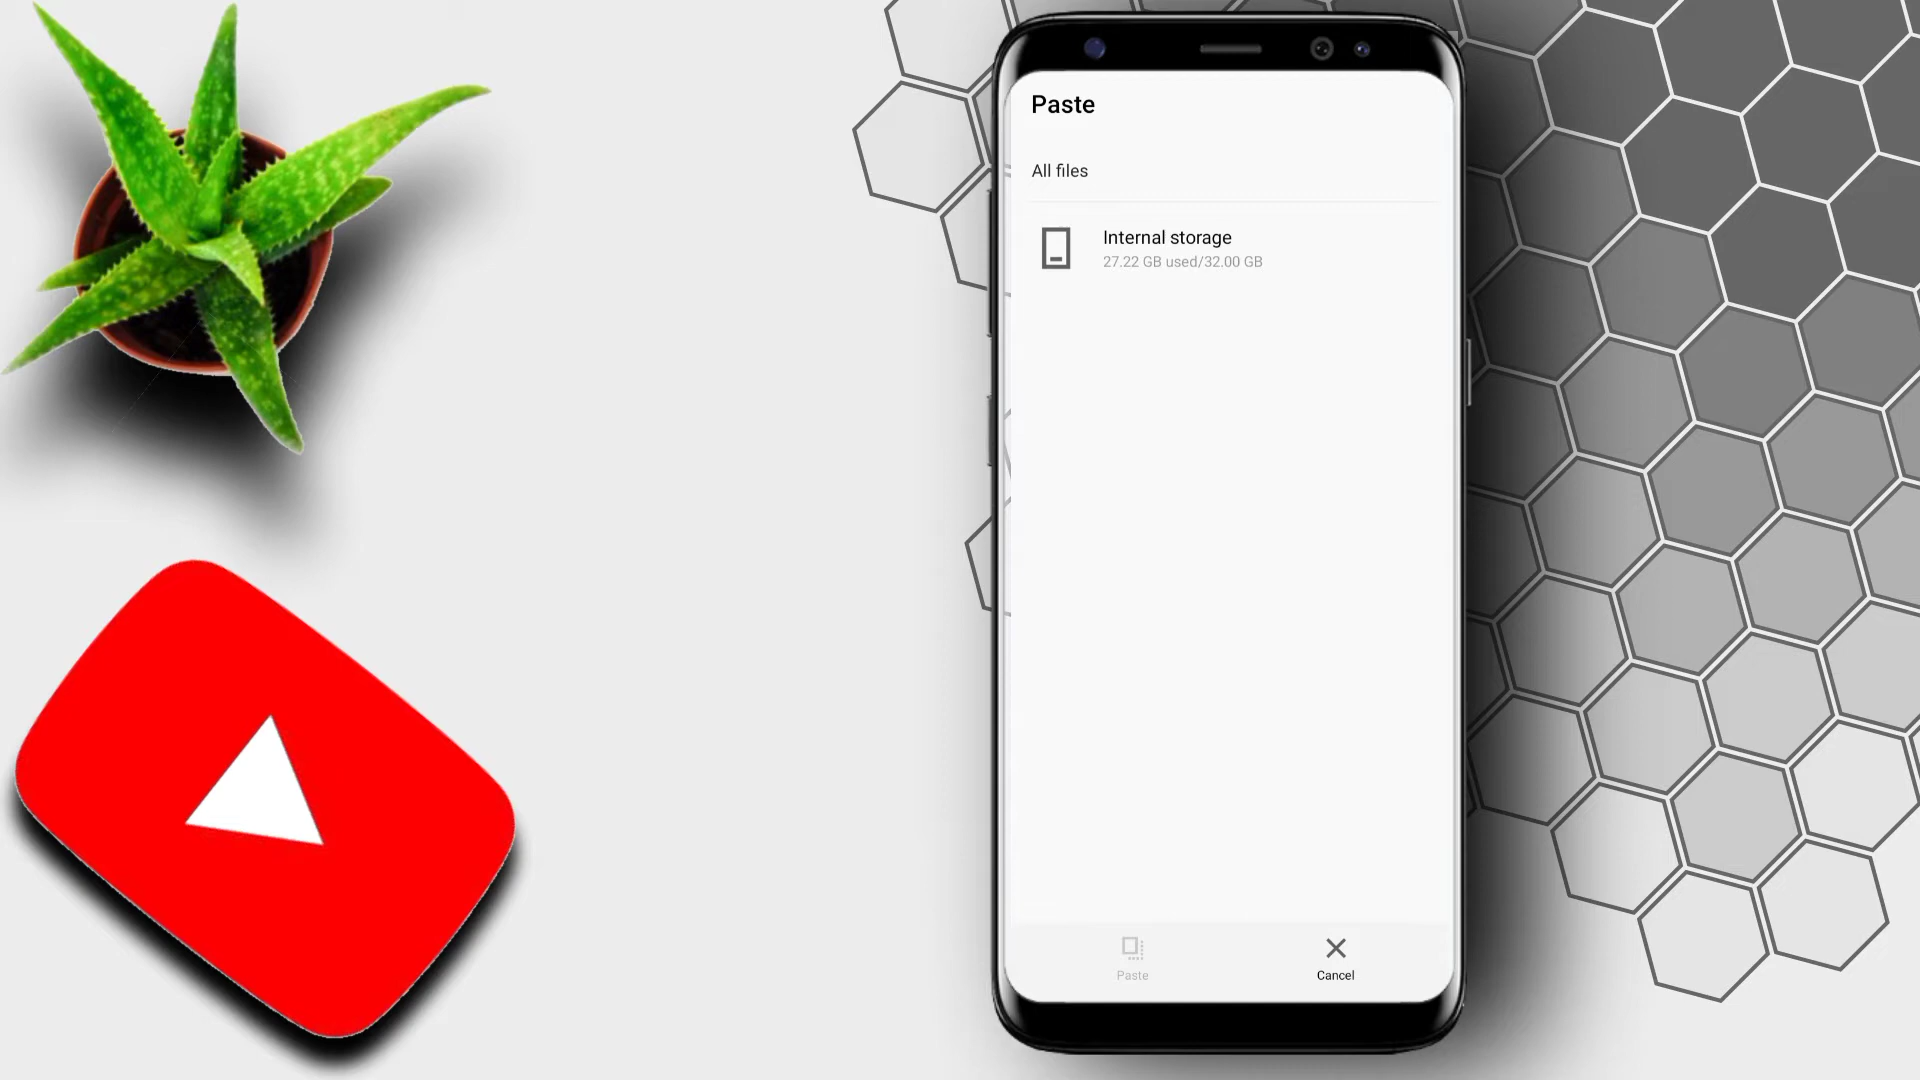 Paste
All files
Internal storage
27.22 GB used/32.00 GB
Paste
Cancel